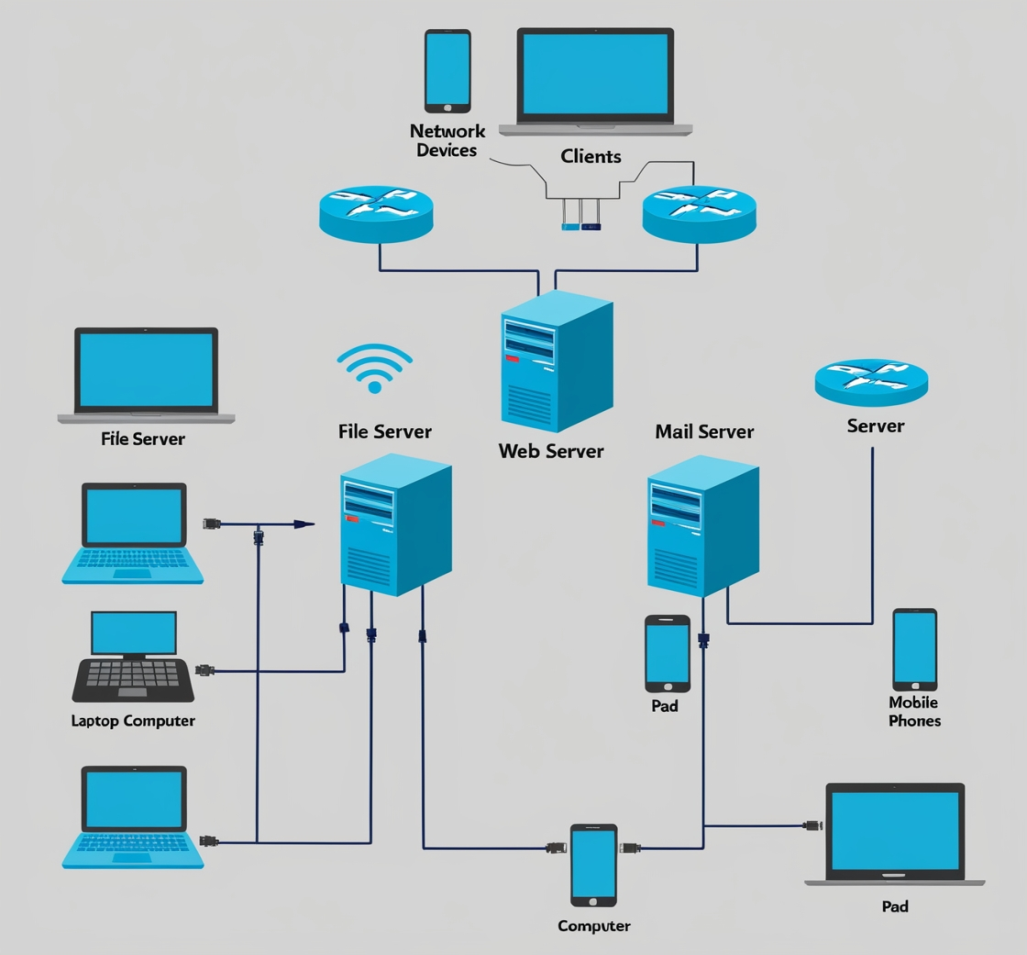 Network
Devices
Clients
File Server
File Server
Web Server
Mail Server
Server
Laptop Computer
Pad
Mobile
Phones
Computer
Pad